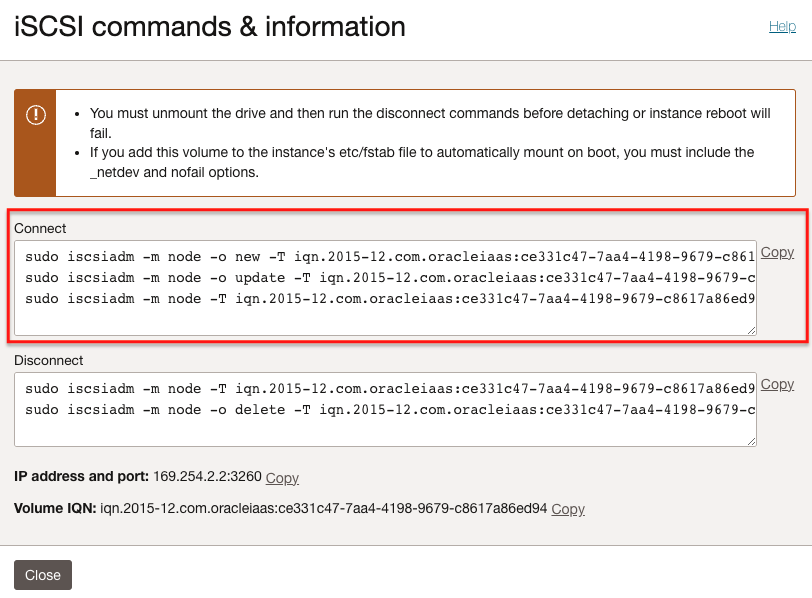 iSCSI commands & information
Help
• You must unmount the drive and then run the disconnect commands before detaching or instance reboot will
fail.
• If you add this volume to the instance's etc/fstab file to automatically mount on boot, you must include the
_netdev and nofail options.
Connect
sudo iscsiadm -m node -o new -T iqn.2015-12.com.oracleiaas:ce331c47-7aa4-4198-9679-c861
Copy
sudo iscsiadm -m node -o update -T iqn.2015-12.com.oracleiaas:ce331c47-7aa4-4198-9679-c
sudo iscsiadm -m node -T iqn.2015-12.com.oracleiaas:ce331c47-7aa4-4198-9679-c8617a86ed9
Disconnect
sudo iscsiadm -m node -T iqn.2015-12.com.oracleiaas:ce331c47-7aa4-4198-9679-c8617a86ed9
Copy
sudo iscsiadm -m node -o delete -T iqn.2015-12.com.oracleiaas:ce331c47-7aa4-4198-9679-c
IP address and port: 169.254.2.2:3260 Copy
Volume IQN: iqn.2015-12.com.oracleiaas:ce331c47-7aa4-4198-9679-c8617a86ed94 Copy
Close